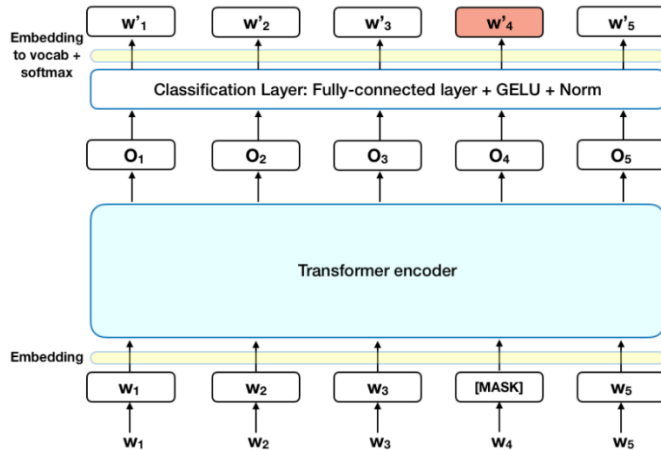 w'₁ w'₂ w'₃ w'₄ w'₅
Embedding
to vocab +
softmax
Classification Layer: Fully-connected layer + GELU + Norm
O₁ O₂ O₃ O₄ O₅
Transformer encoder
Embedding
w₁ w₂ w₃ [MASK] w₅
w₁ w₂ w₃ w₄ w₅